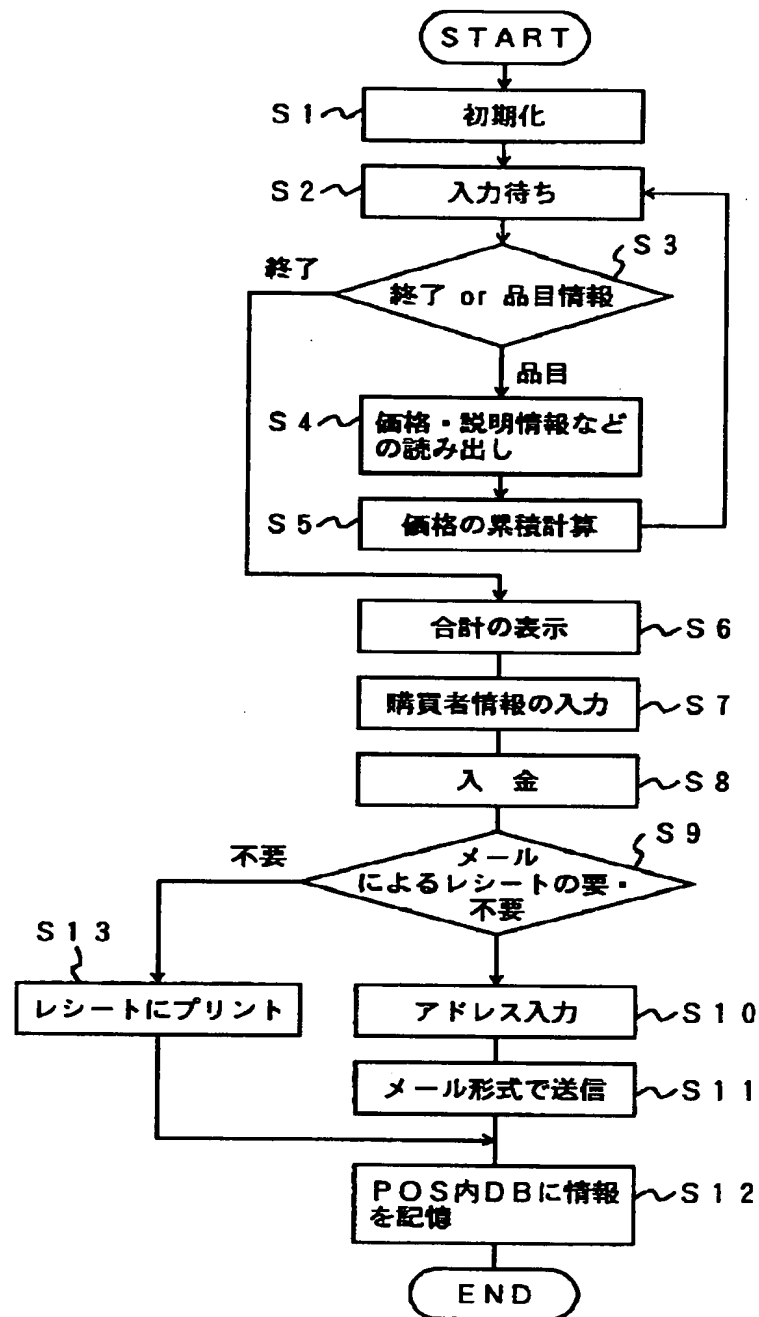 START
S1
初期化
S2
入力待ち
S3
終了
終了 or 品目情報
品目
S4
価格・説明情報など
の読み出し
S5
価格の累積計算
合計の表示
S6
購買者情報の入力
S7
入 金
S8
S9
不要
メール
によるレシートの要・
不要
S13
レシートにプリント
アドレス入力
S10
メール形式で送信
S11
POS内DBに情報
を記憶
S12
END